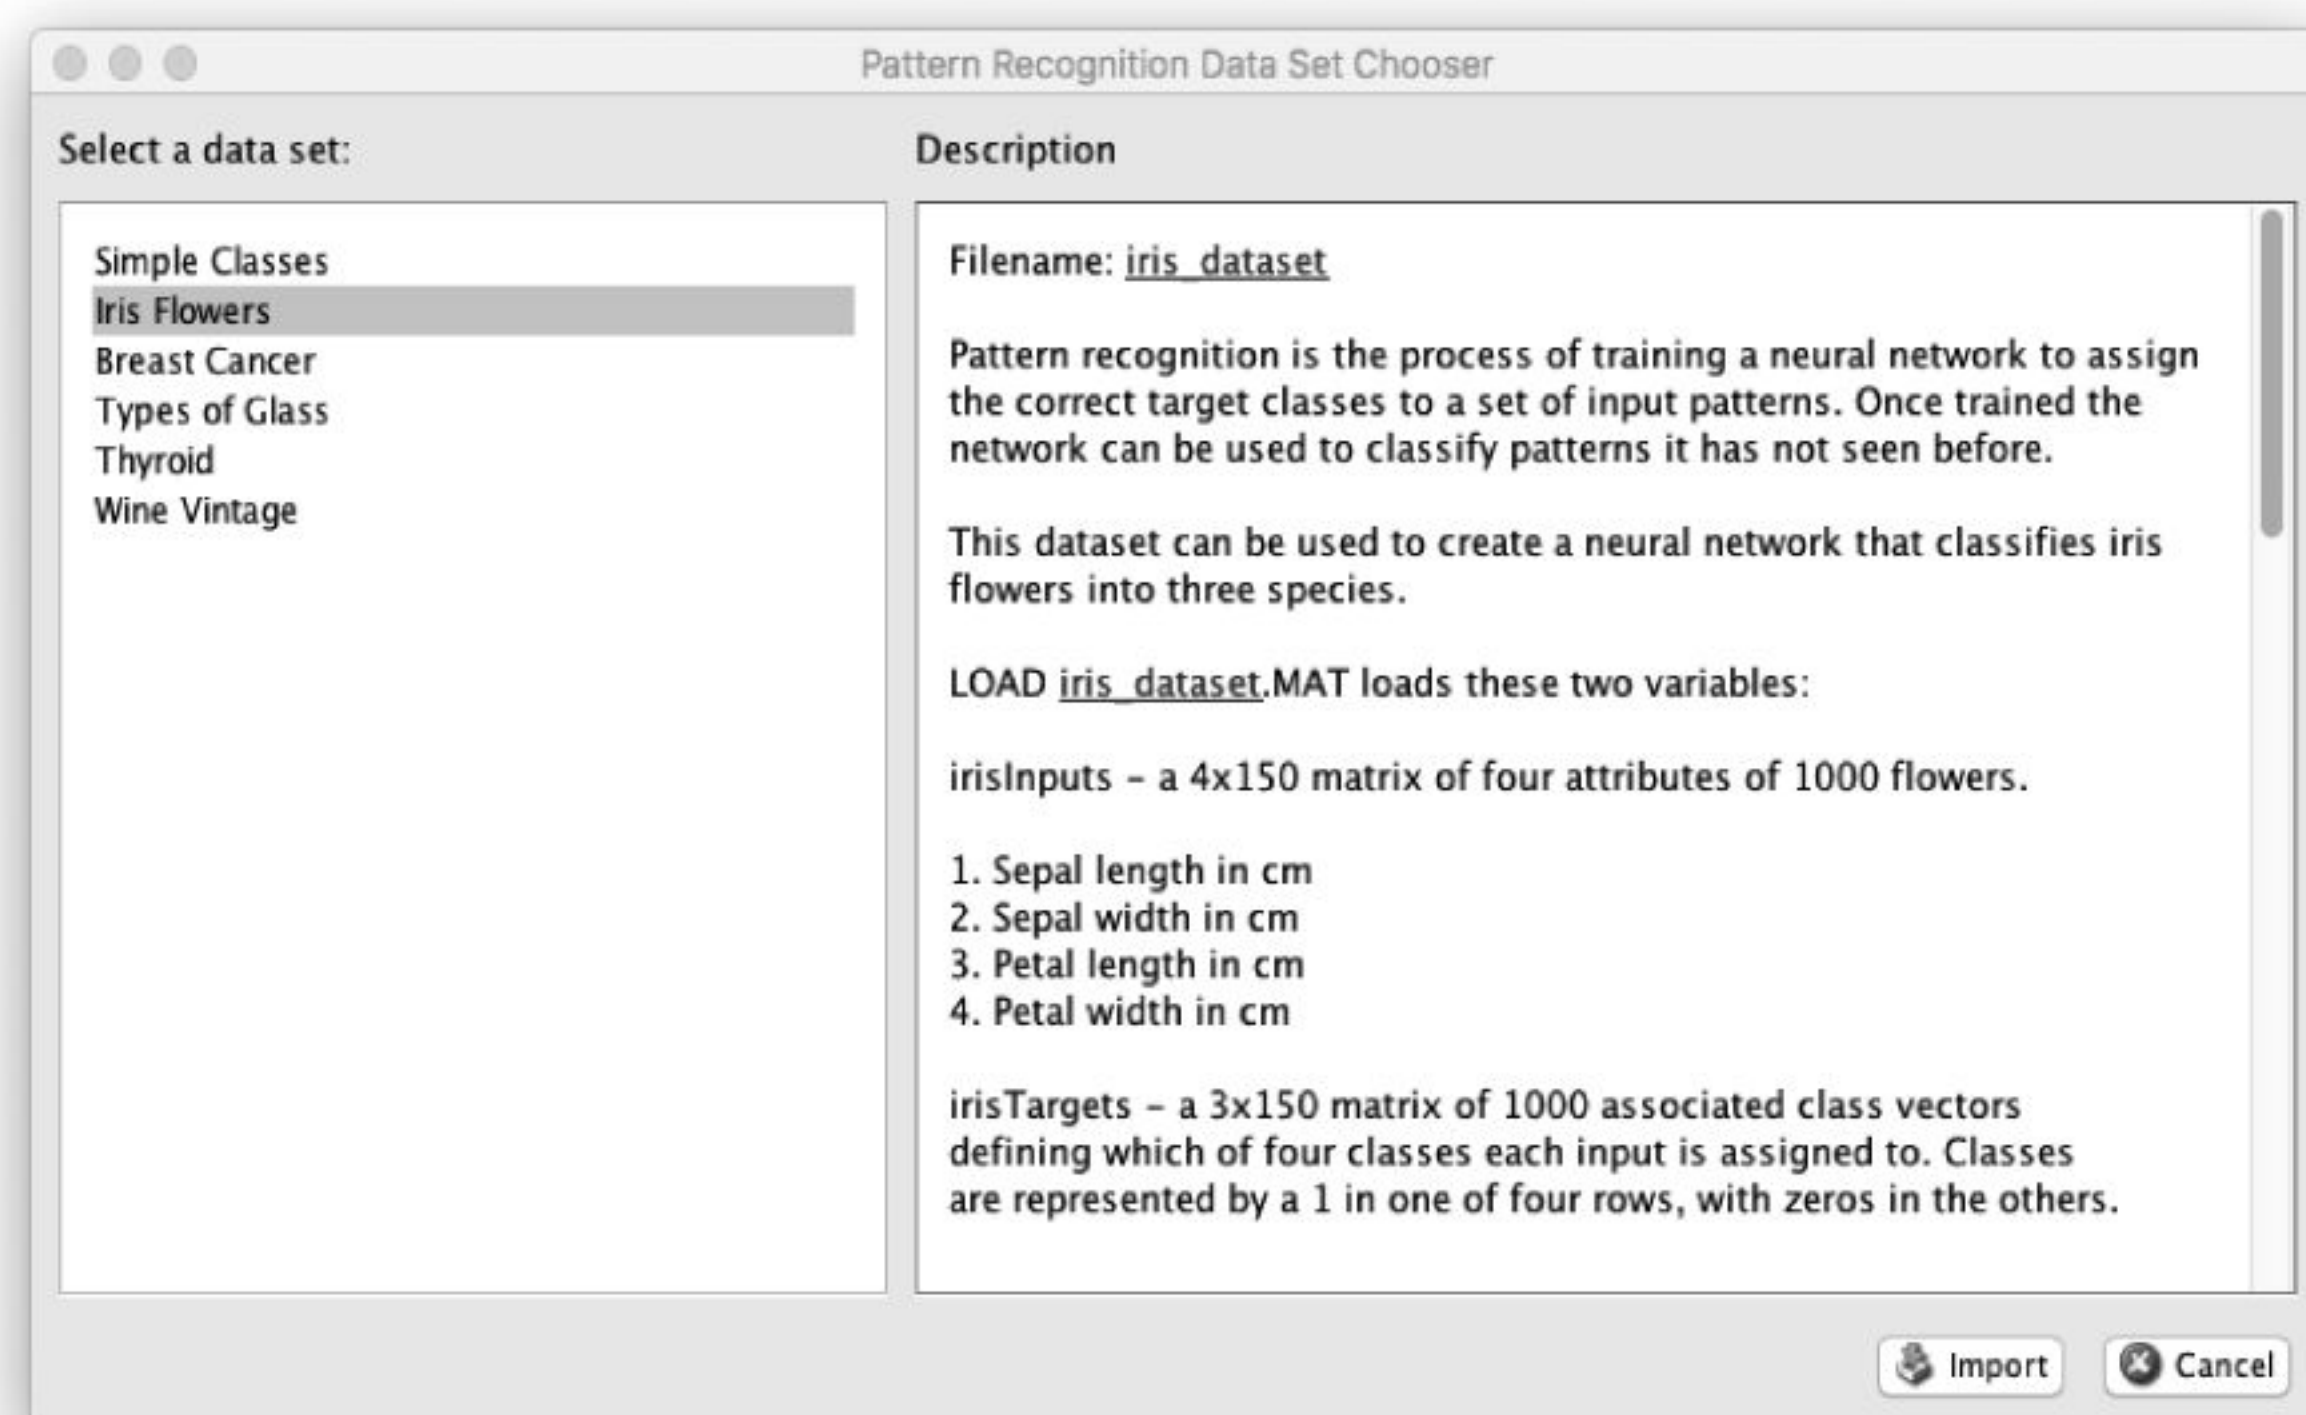 Pattern Recognition Data Set Chooser
Select a data set:
Simple Classes
Iris Flowers
Breast Cancer
Types of Glass
Thyroid
Wine Vintage
Description
Filename: iris_dataset
Pattern recognition is the process of training a neural network to assign
the correct target classes to a set of input patterns. Once trained the
network can be used to classify patterns it has not seen before.
This dataset can be used to create a neural network that classifies iris
flowers into three species.
LOAD iris_dataset.MAT loads these two variables:
irisInputs – a 4x150 matrix of four attributes of 1000 flowers.
1. Sepal length in cm
2. Sepal width in cm
3. Petal length in cm
4. Petal width in cm
irisTargets – a 3x150 matrix of 1000 associated class vectors
defining which of four classes each input is assigned to. Classes
are represented by a 1 in one of four rows, with zeros in the others.
Import
Cancel